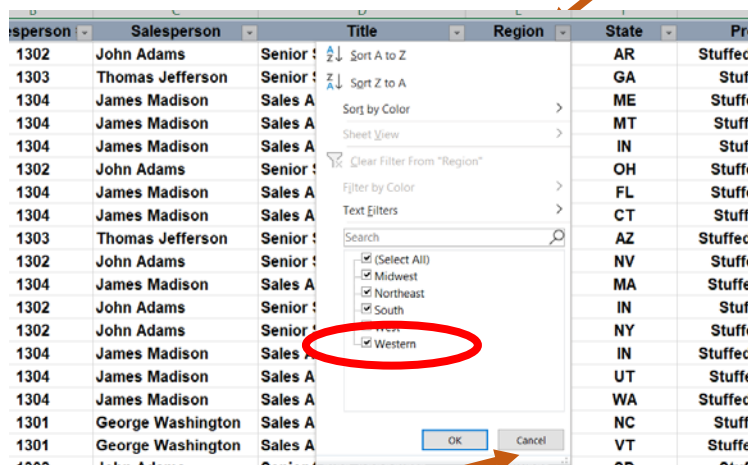 B C D E F
esperson Salesperson Title Region State Pr
1302 John Adams Senior S AR Stuffed
1303 Thomas Jefferson Senior S GA Stuf
1304 James Madison Sales A ME Stuff
1304 James Madison Sales A MT Stuff
1304 James Madison Sales A IN Stuf
1302 John Adams Senior S OH Stuffe
1304 James Madison Sales A FL Stuffe
1304 James Madison Sales A CT Stuff
1303 Thomas Jefferson Senior S AZ Stuffed
1302 John Adams Senior S NV Stuffe
1304 James Madison Sales A MA Stuffe
1302 John Adams Senior S IN Stuf
1302 John Adams Senior S NY Stuff
1304 James Madison Sales A IN Stuffed
1304 James Madison Sales A UT Stuffe
1304 James Madison Sales A WA Stuffed
1301 George Washington Sales A NC Stuff
1301 George Washington Sales A VT Stuffe
Sort A to Z
Sort Z to A
Sort by Color
Sheet View
Clear Filter From "Region"
Filter by Color
Text Filters
Search
(Select All)
Midwest
Northeast
South
West
Western
OK Cancel